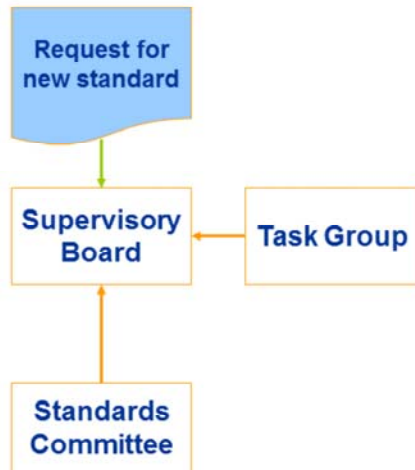 Request for
new standard
Supervisory
Board
Task Group
Standards
Committee